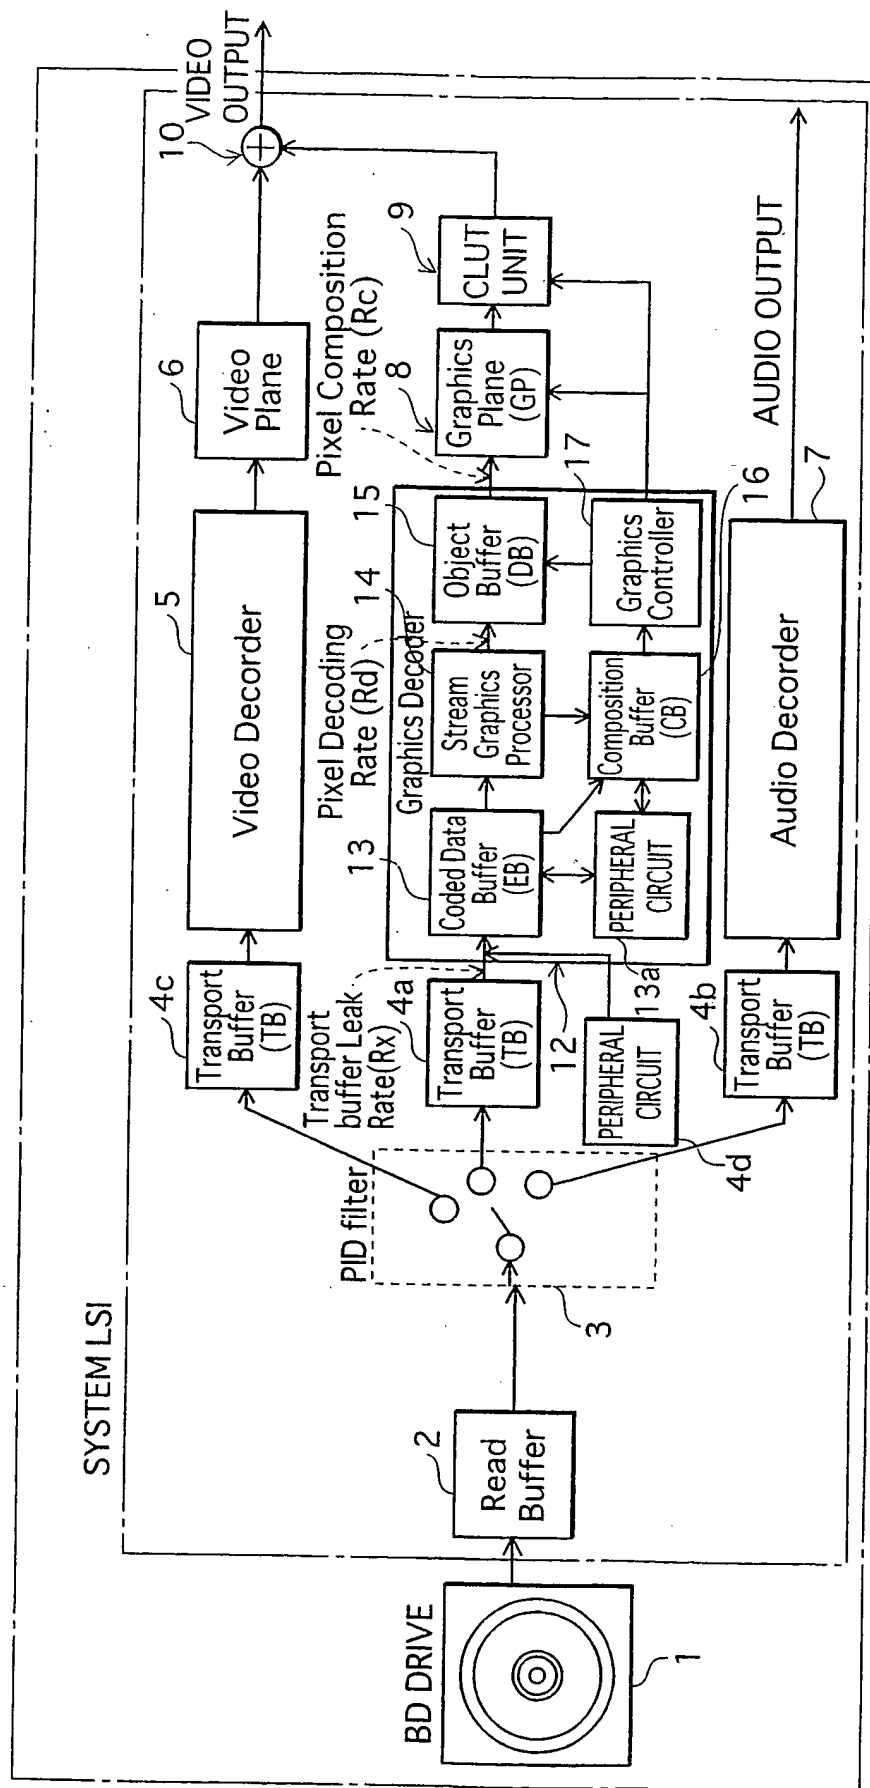 SYSTEM LSI
BD DRIVE
1
2
Read
Buffer
PID filter
3
4c
Transport
Buffer
(TB)
5
Video Decorder
6
Video
Plane
10
VIDEO
OUTPUT
Transport
buffer Leak
Rate(Rx)
4a
Transport
Buffer
(TB)
PERIPHERAL
CIRCUIT
4d
12
Graphics Decoder
13
Coded Data
Buffer
(EB)
PERIPHERAL
CIRCUIT
13a
Pixel Decoding
Rate (Rd)
14
Stream
Graphics
Processor
15
Object
Buffer
(DB)
Composition
Buffer
(CB)
16
Graphics
Controller
17
Pixel Composition
Rate (Rc)
8
Graphics
Plane
(GP)
9
CLUT
UNIT
4b
Transport
Buffer
(TB)
Audio Decorder
7
AUDIO OUTPUT